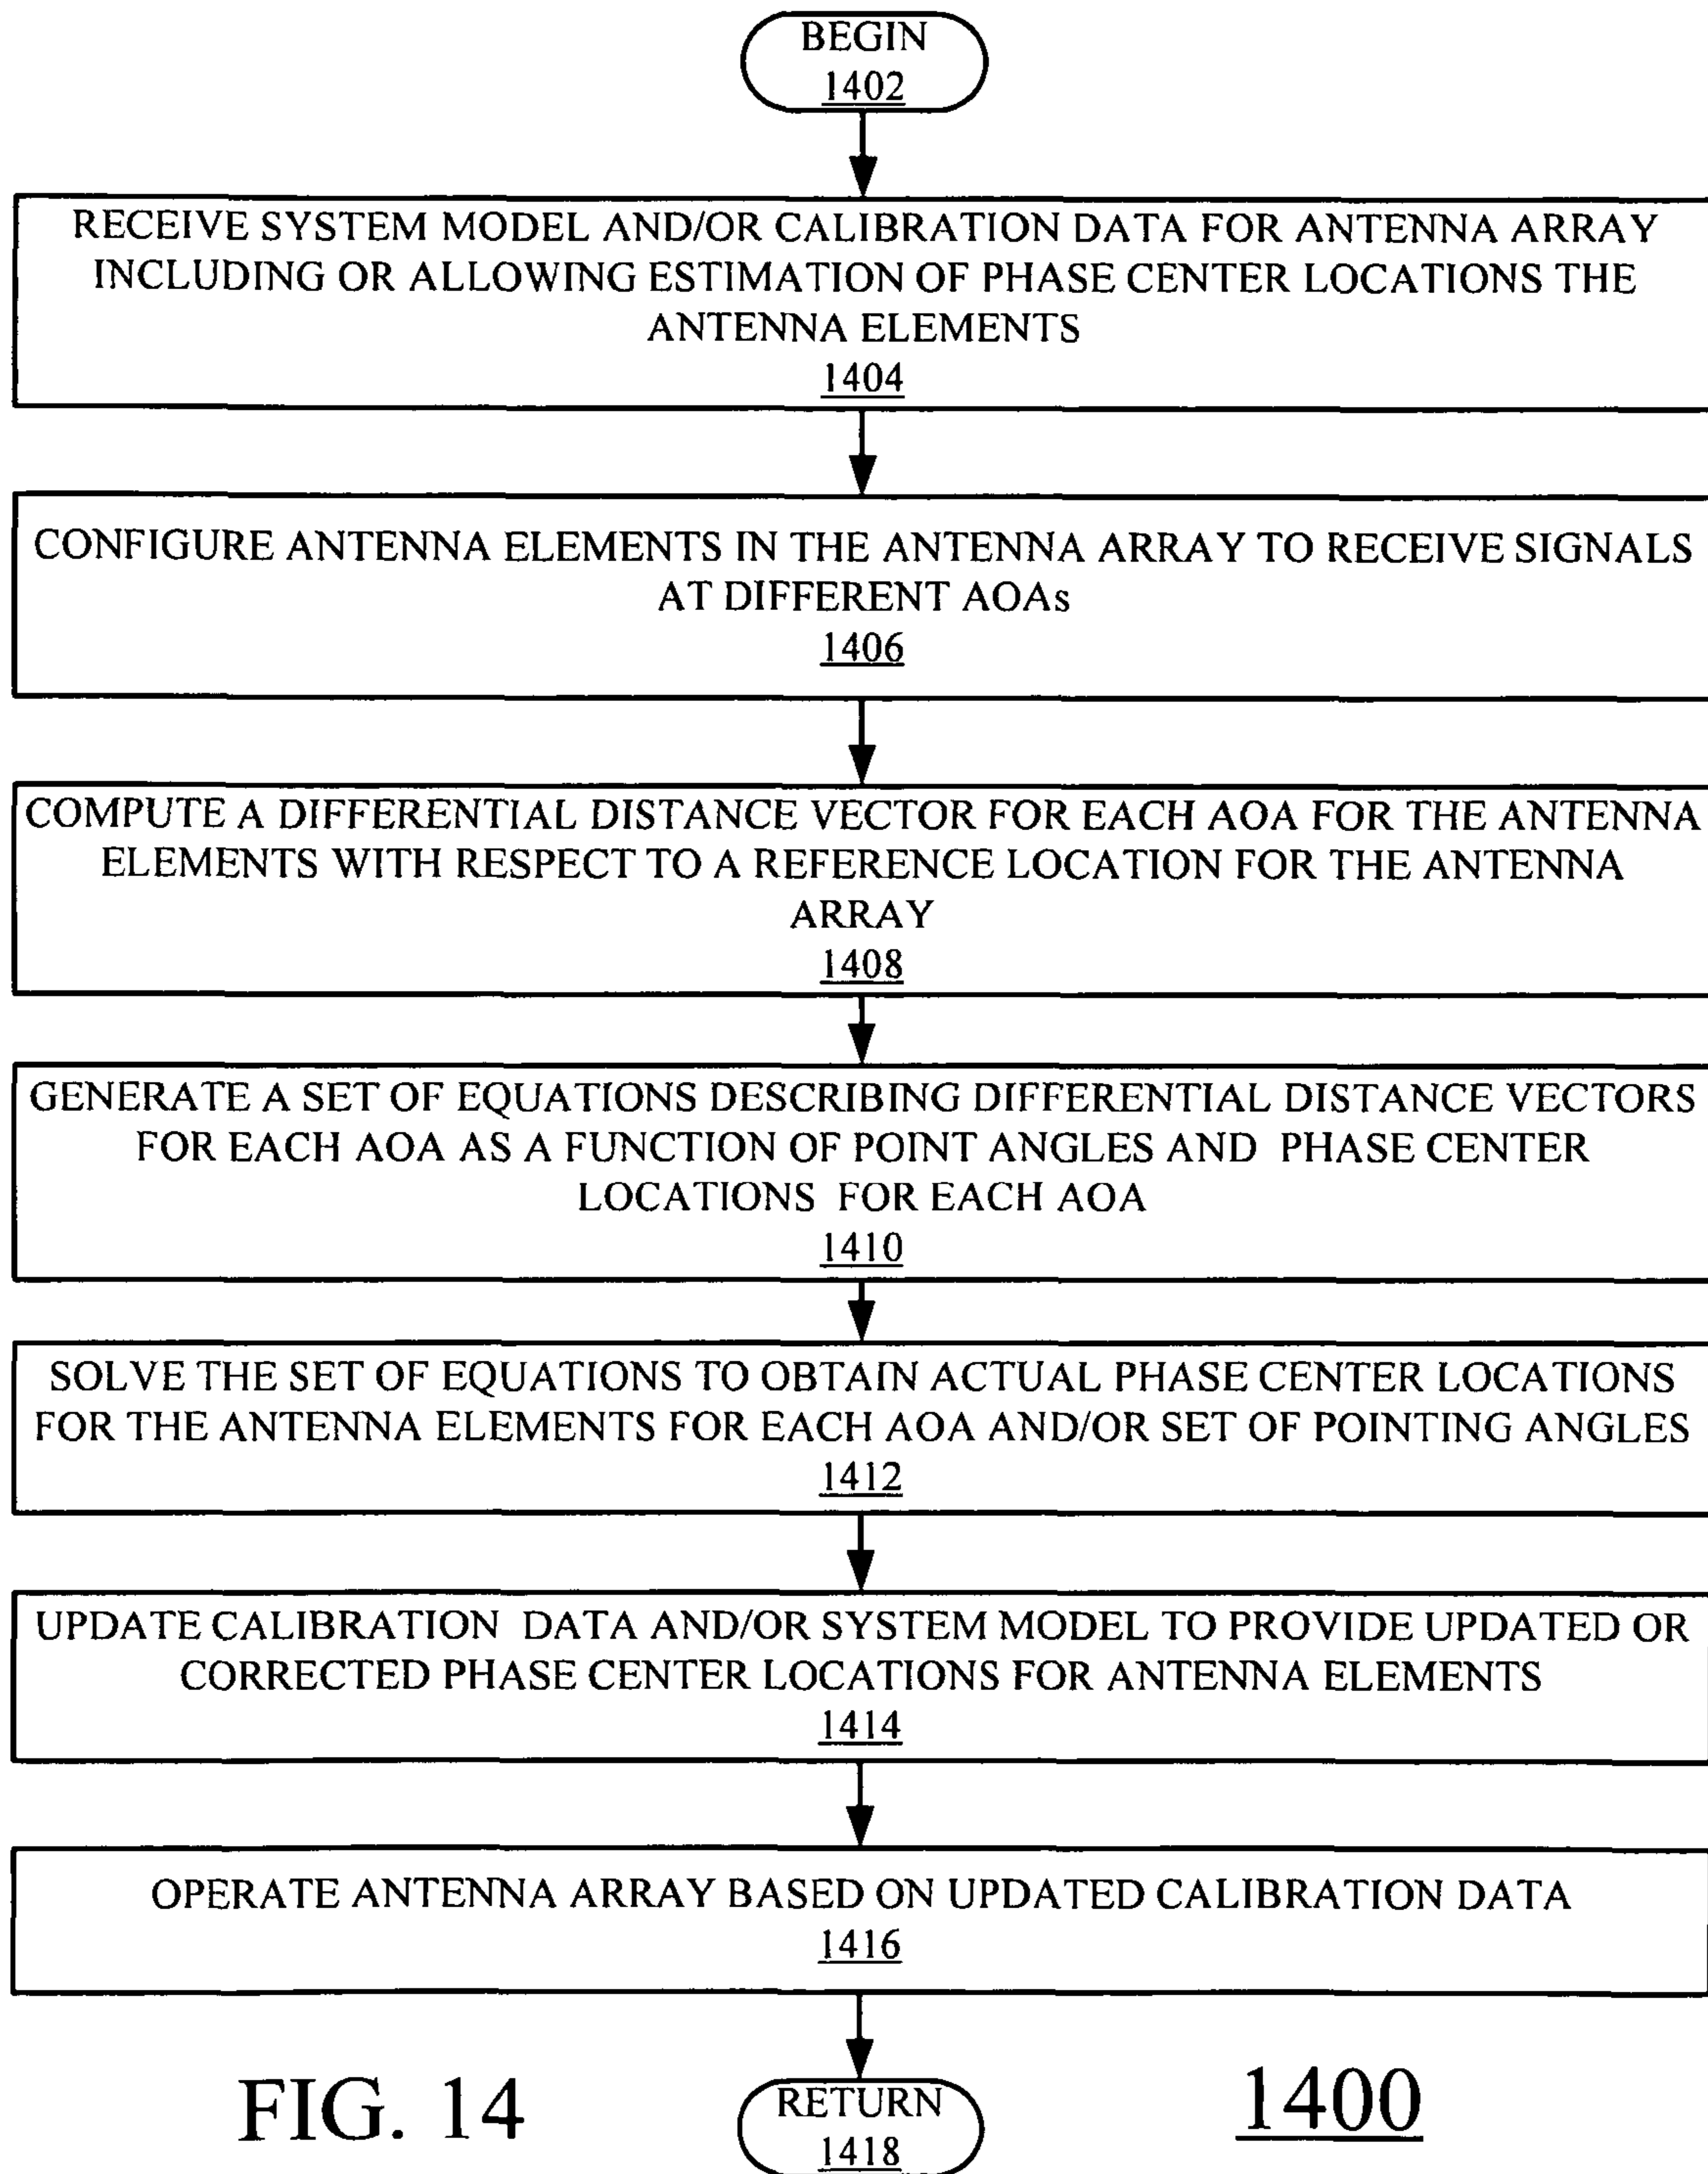 BEGIN
1402
RECEIVE SYSTEM MODEL AND/OR CALIBRATION DATA FOR ANTENNA ARRAY
INCLUDING OR ALLOWING ESTIMATION OF PHASE CENTER LOCATIONS THE
ANTENNA ELEMENTS
1404
CONFIGURE ANTENNA ELEMENTS IN THE ANTENNA ARRAY TO RECEIVE SIGNALS
AT DIFFERENT AOAs
1406
COMPUTE A DIFFERENTIAL DISTANCE VECTOR FOR EACH AOA FOR THE ANTENNA
ELEMENTS WITH RESPECT TO A REFERENCE LOCATION FOR THE ANTENNA
ARRAY
1408
GENERATE A SET OF EQUATIONS DESCRIBING DIFFERENTIAL DISTANCE VECTORS
FOR EACH AOA AS A FUNCTION OF POINT ANGLES AND PHASE CENTER
LOCATIONS FOR EACH AOA
1410
SOLVE THE SET OF EQUATIONS TO OBTAIN ACTUAL PHASE CENTER LOCATIONS
FOR THE ANTENNA ELEMENTS FOR EACH AOA AND/OR SET OF POINTING ANGLES
1412
UPDATE CALIBRATION DATA AND/OR SYSTEM MODEL TO PROVIDE UPDATED OR
CORRECTED PHASE CENTER LOCATIONS FOR ANTENNA ELEMENTS
1414
OPERATE ANTENNA ARRAY BASED ON UPDATED CALIBRATION DATA
1416
RETURN
1418
FIG. 14
1400